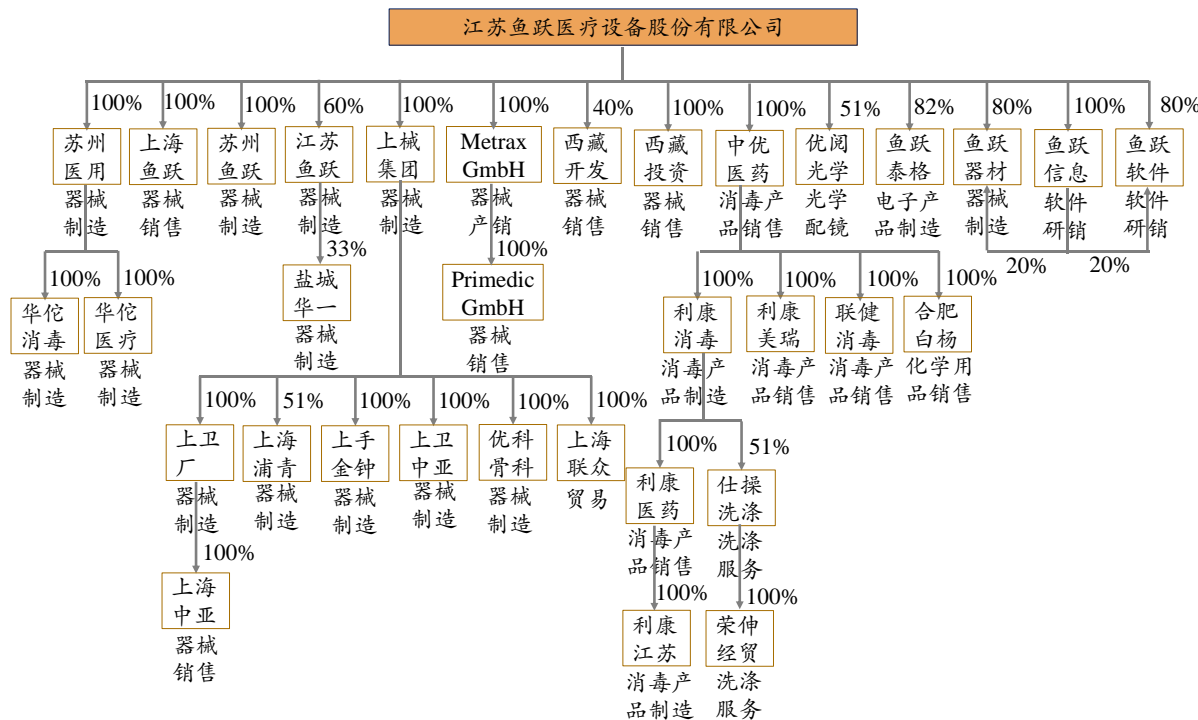 江苏鱼跃医疗设备股份有限公司
100%
100%
100%
60%
100%
100%
40%
100%
100%
51%
82%
80%
100%
80%
苏州
医用
器械
制造
上海
鱼跃
器械
销售
苏州
鱼跃
器械
制造
江苏
鱼跃
器械
制造
上械
集团
器械
制造
Metrax
GmbH
器械
产销
西藏
开发
器械
销售
西藏
投资
器械
销售
中优
医药
消毒产
品销售
优阅
光学
光学
配镜
鱼跃
泰格
电子产
品制造
鱼跃
器材
器械
制造
鱼跃
信息
软件
研销
鱼跃
软件
软件
研销
20%
20%
100%
100%
33%
100%
100%
100%
100%
100%
华佗
消毒
器械
制造
华佗
医疗
器械
制造
盐城
华一
器械
制造
Primedic
GmbH
器械
销售
利康
消毒
消毒产
品制造
利康
美瑞
消毒产
品销售
联健
消毒
消毒产
品销售
合肥
白杨
化学用
品销售
100%
51%
100%
100%
100%
100%
100%
51%
上卫
厂
器械
制造
上海
浦青
器械
制造
上手
金钟
器械
制造
上卫
中亚
器械
制造
优科
骨科
器械
制造
上海
联众
贸易
利康
医药
消毒产
品销售
仕操
洗涤
洗涤
服务
100%
100%
100%
上海
中亚
器械
销售
利康
江苏
消毒产
品制造
荣伸
经贸
洗涤
服务